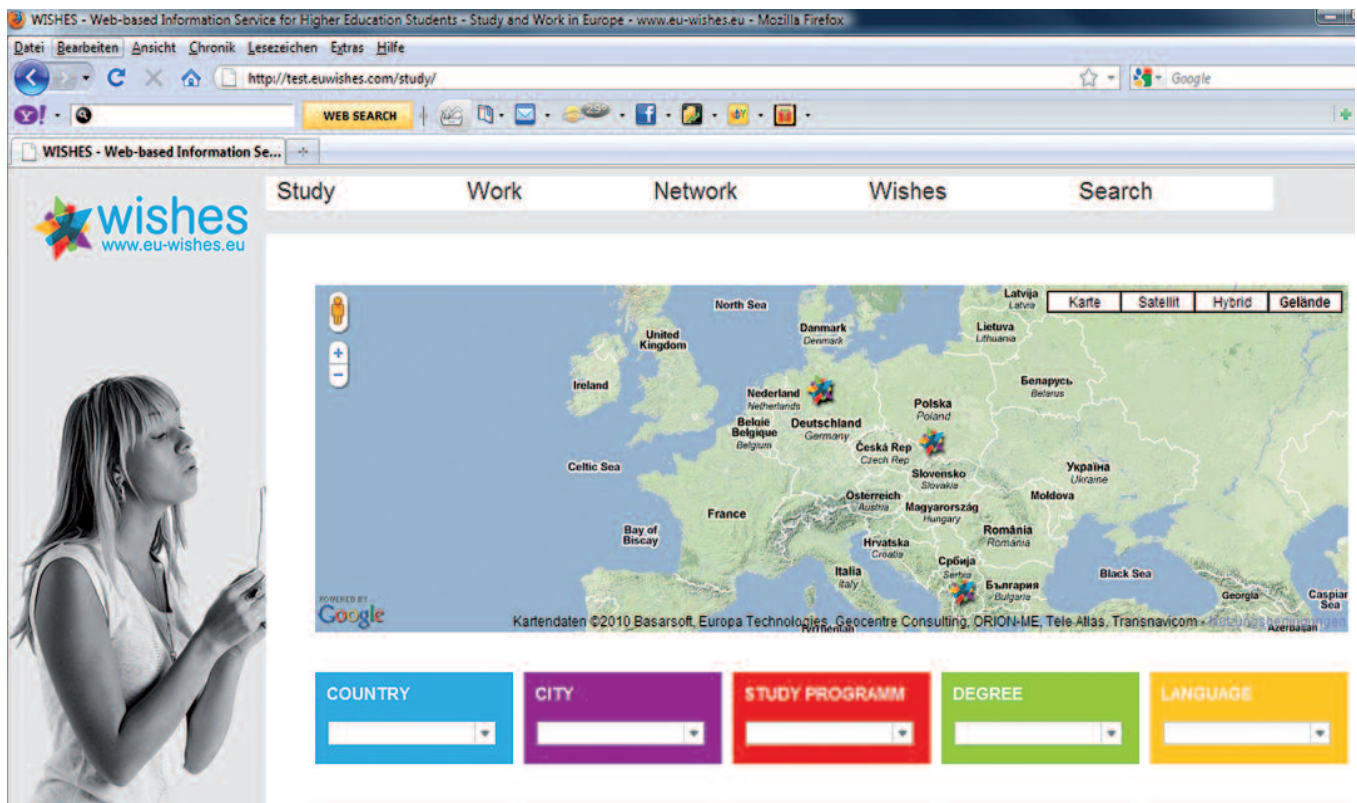 WISHES - Web-based Information Service for Higher Education Students - Study and Work in Europe - www.eu-wishes.eu - Mozilla Firefox
Datei Bearbeiten Ansicht Chronik Lesezeichen Extras Hilfe
http://test.euwishes.com/study/
Google
Y!
WEB SEARCH
WISHES - Web-based Information Se...
Study Work Network Wishes Search
wishes
www.eu-wishes.eu
Karte Satellit Hybrid Gelände
Latvija
Latvia
North Sea
Danmark
Denmark
Lietuva
Lithuania
United
Kingdom
Ireland
Беларусь
Belarus
Nederland
Netherlands
Polska
Poland
België
Belgique
Belgium
Deutschland
Germany
Česká Rep
Czech Rep
Celtic Sea
Slovensko
Slovakia
Україна
Ukraine
Österreich
Austria
Magyarország
Hungary
Moldova
France
Bay of
Biscay
România
Romania
Hrvatska
Croatia
Србија
Serbia
Italia
Italy
България
Bulgaria
Black Sea
Georgia
Caspian
Sea
POWERED BY
Google
Kartendaten ©2010 Basarsoft, Europa Technologies, Geocentre Consulting, ORION-ME, Tele Atlas, Transnavicom - Nutzungsbedingungen
Tyrrhenian
Azerbaijan
COUNTRY CITY STUDY PROGRAMM DEGREE LANGUAGE